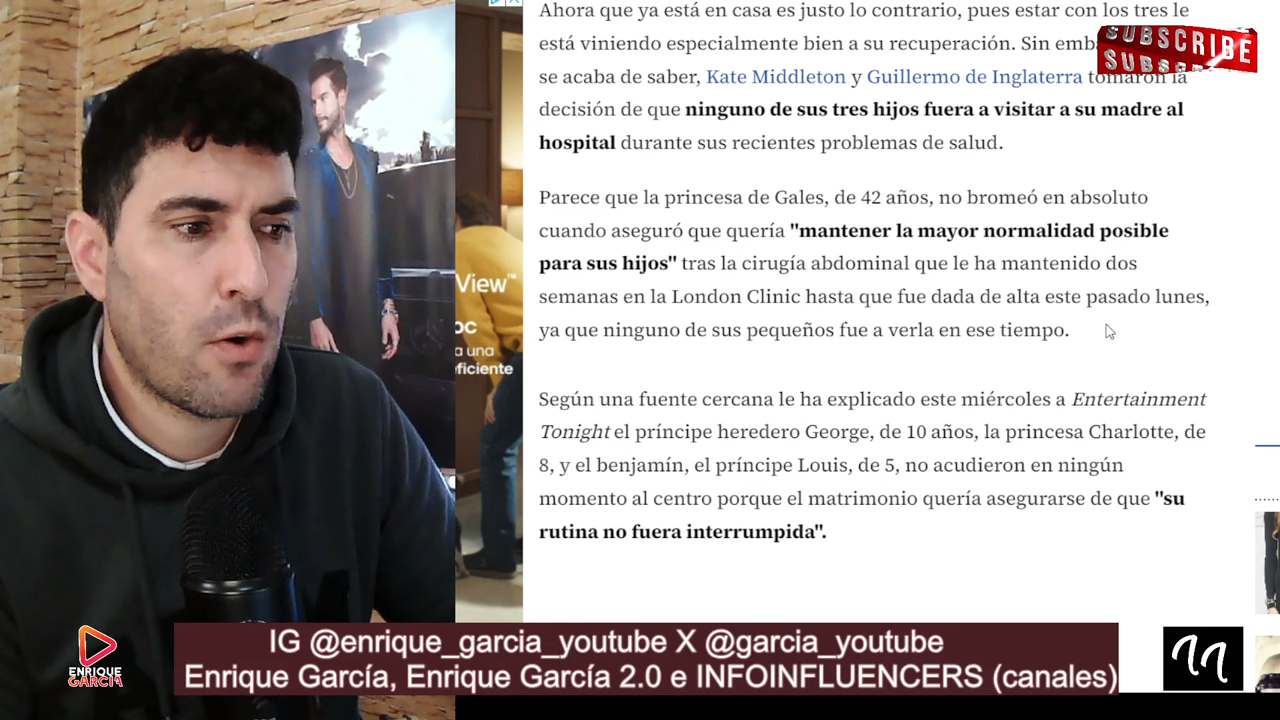 Ahora que ya está en casa es justo lo contrario, pues estar con los tres le
está viniendo especialmente bien a su recuperación. Sin
SUBSCRIBE
se acaba de saber, Kate Middleton y Guillermo de Inglaterra tomaron la
decisión de que ninguno de sus tres hijos fuera a visitar a su madre al
hospital durante sus recientes problemas de salud.
Parece que la princesa de Gales, de 42 años, no bromeó en absoluto
cuando aseguró que quería "mantener la mayor normalidad posible
para sus hijos" tras la cirugía abdominal que le ha mantenido dos
semanas en la London Clinic hasta que fue dada de alta este pasado lunes,
ya que ninguno de sus pequeños fue a verla en ese tiempo.
Según una fuente cercana le ha explicado este miércoles a Entertainment
Tonight el príncipe heredero George, de 10 años, la princesa Charlotte, de
8, y el benjamín, el príncipe Louis, de 5, no acudieron en ningún
momento al centro porque el matrimonio quería asegurarse de que "su
rutina no fuera interrumpida".
View™
a una
eficiente
IG @enrique_garcia_youtube X @garcia_youtube
Enrique García, Enrique García 2.0 e INFOINFLUENCERS (canales)
ENRIQUE
GARCÍA